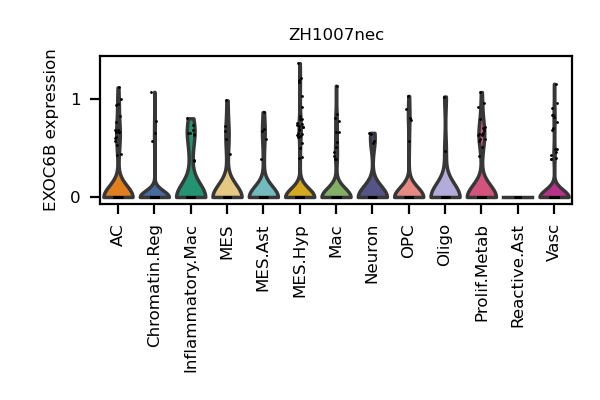 ZH1007nec
EXOC6B expression
1
0
AC
Chromatin.Reg
Inflammatory.Mac
MES
MES.Ast
MES.Hyp
Mac
Neuron
OPC
Oligo
Prolif.Metab
Reactive.Ast
Vasc